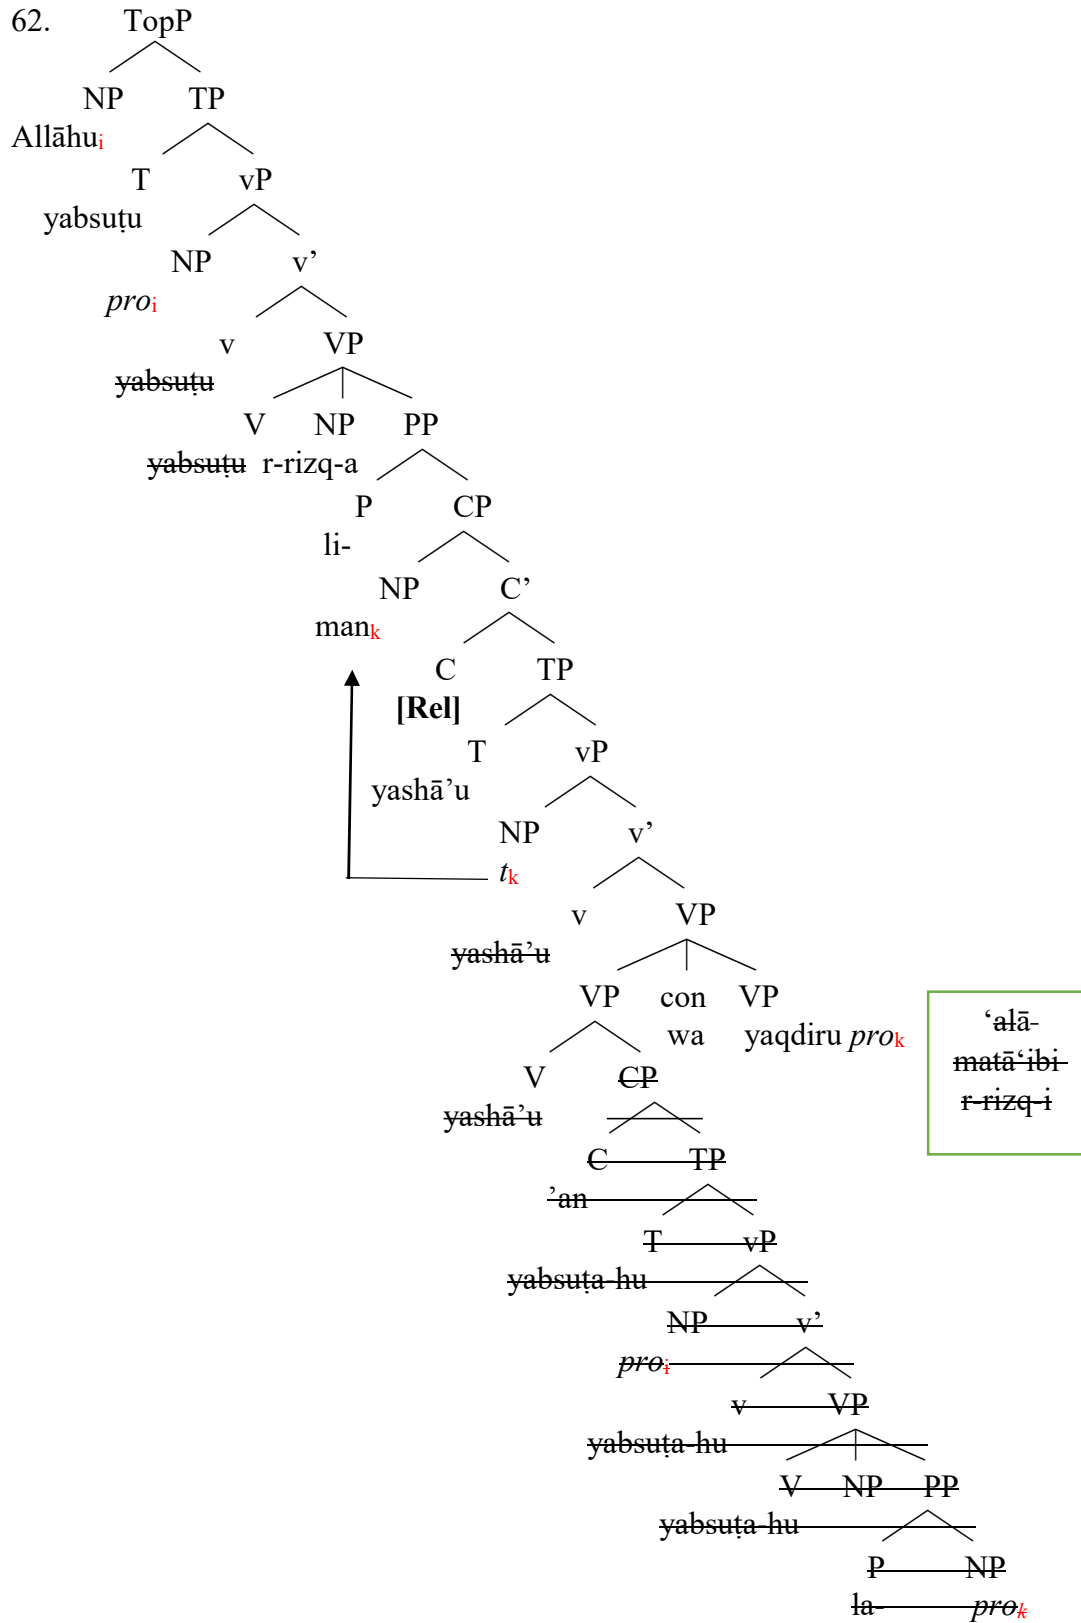 62. TopP
NP TP
Allāhui
T vP
yabsuṭu
NP v’
proi
v VP
yabsuṭu
V NP PP
yabsuṭu r-rizq-a
P CP
li-
NP C’
mank
C TP
[Rel]
T vP
yashā’u
NP v’
tk
v VP
yashā’u
VP con VP
wa yaqdiru prok
‘alā-
matā‘ibi
r-rizq-i
V CP
yashā’u
C TP
’an
T vP
yabsuṭa-hu
NP v’
proi
v VP
yabsuṭa-hu
V NP PP
yabsuṭa-hu
P NP
la- prok